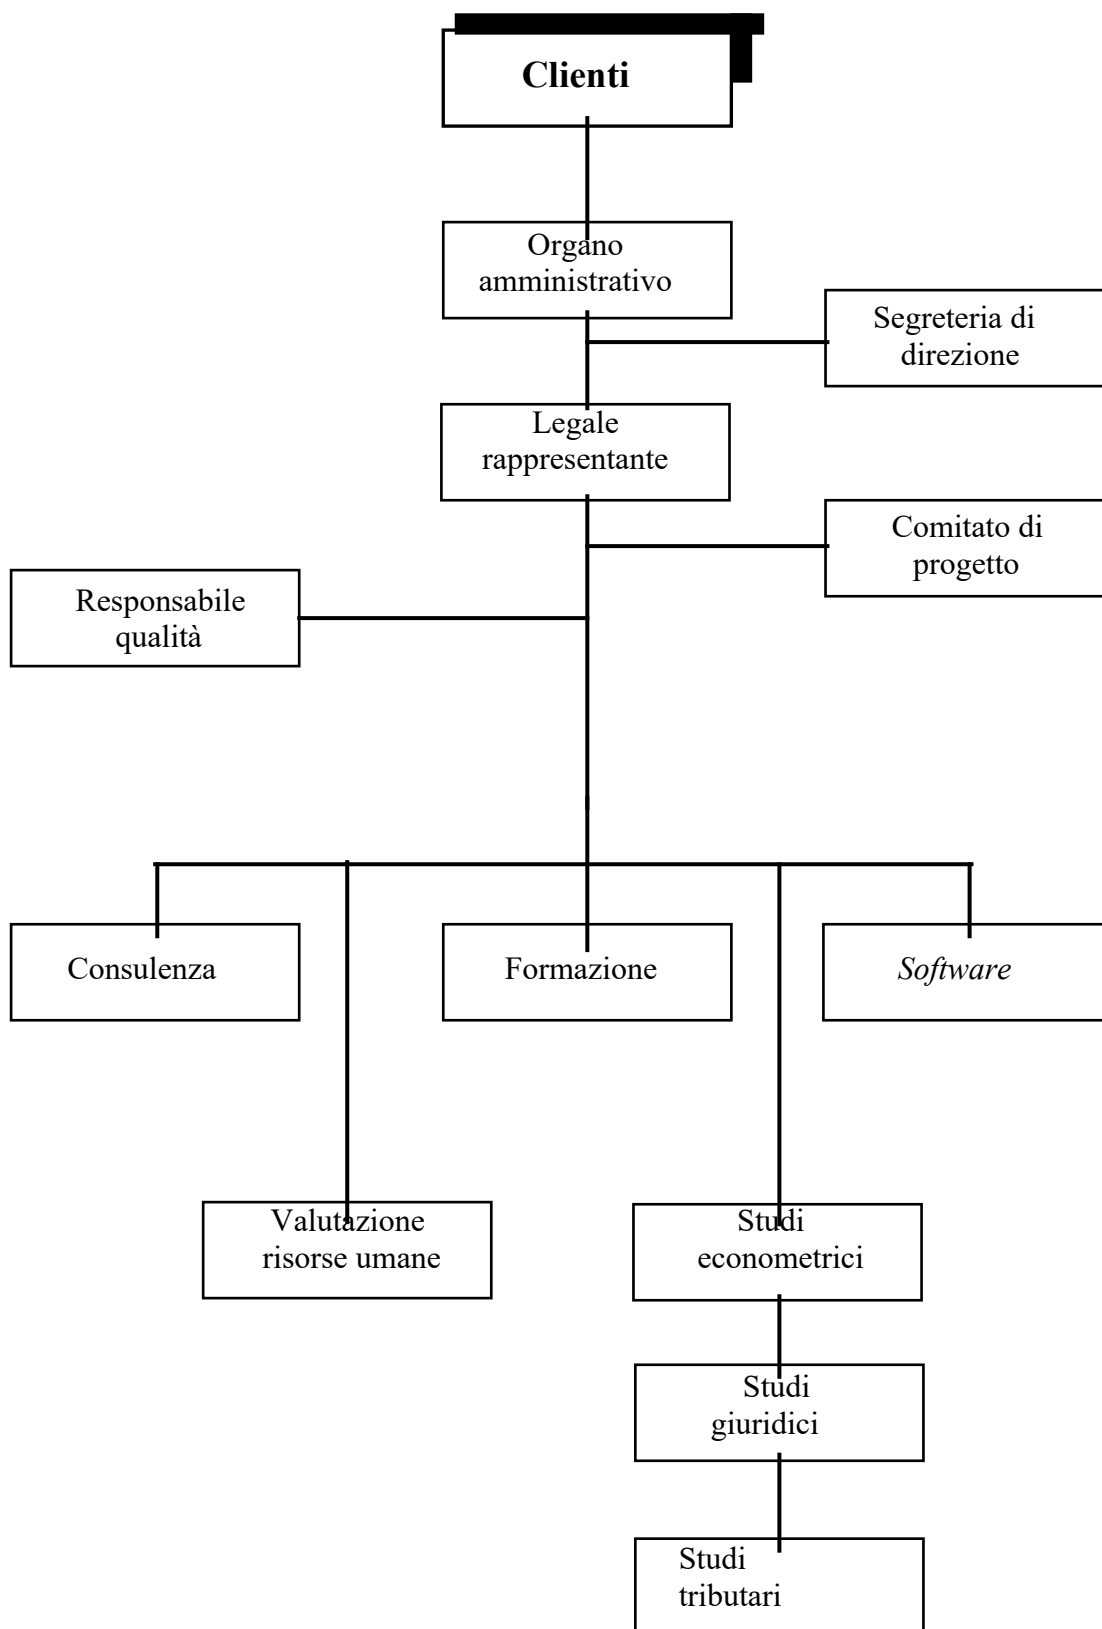 Clienti
Organo
amministrativo
Segreteria di
direzione
Legale
rappresentante
Comitato di
progetto
Responsabile
qualità
Consulenza
Formazione
Software
Valutazione
risorse umane
Studi
econometrici
Studi
giuridici
Studi
tributari